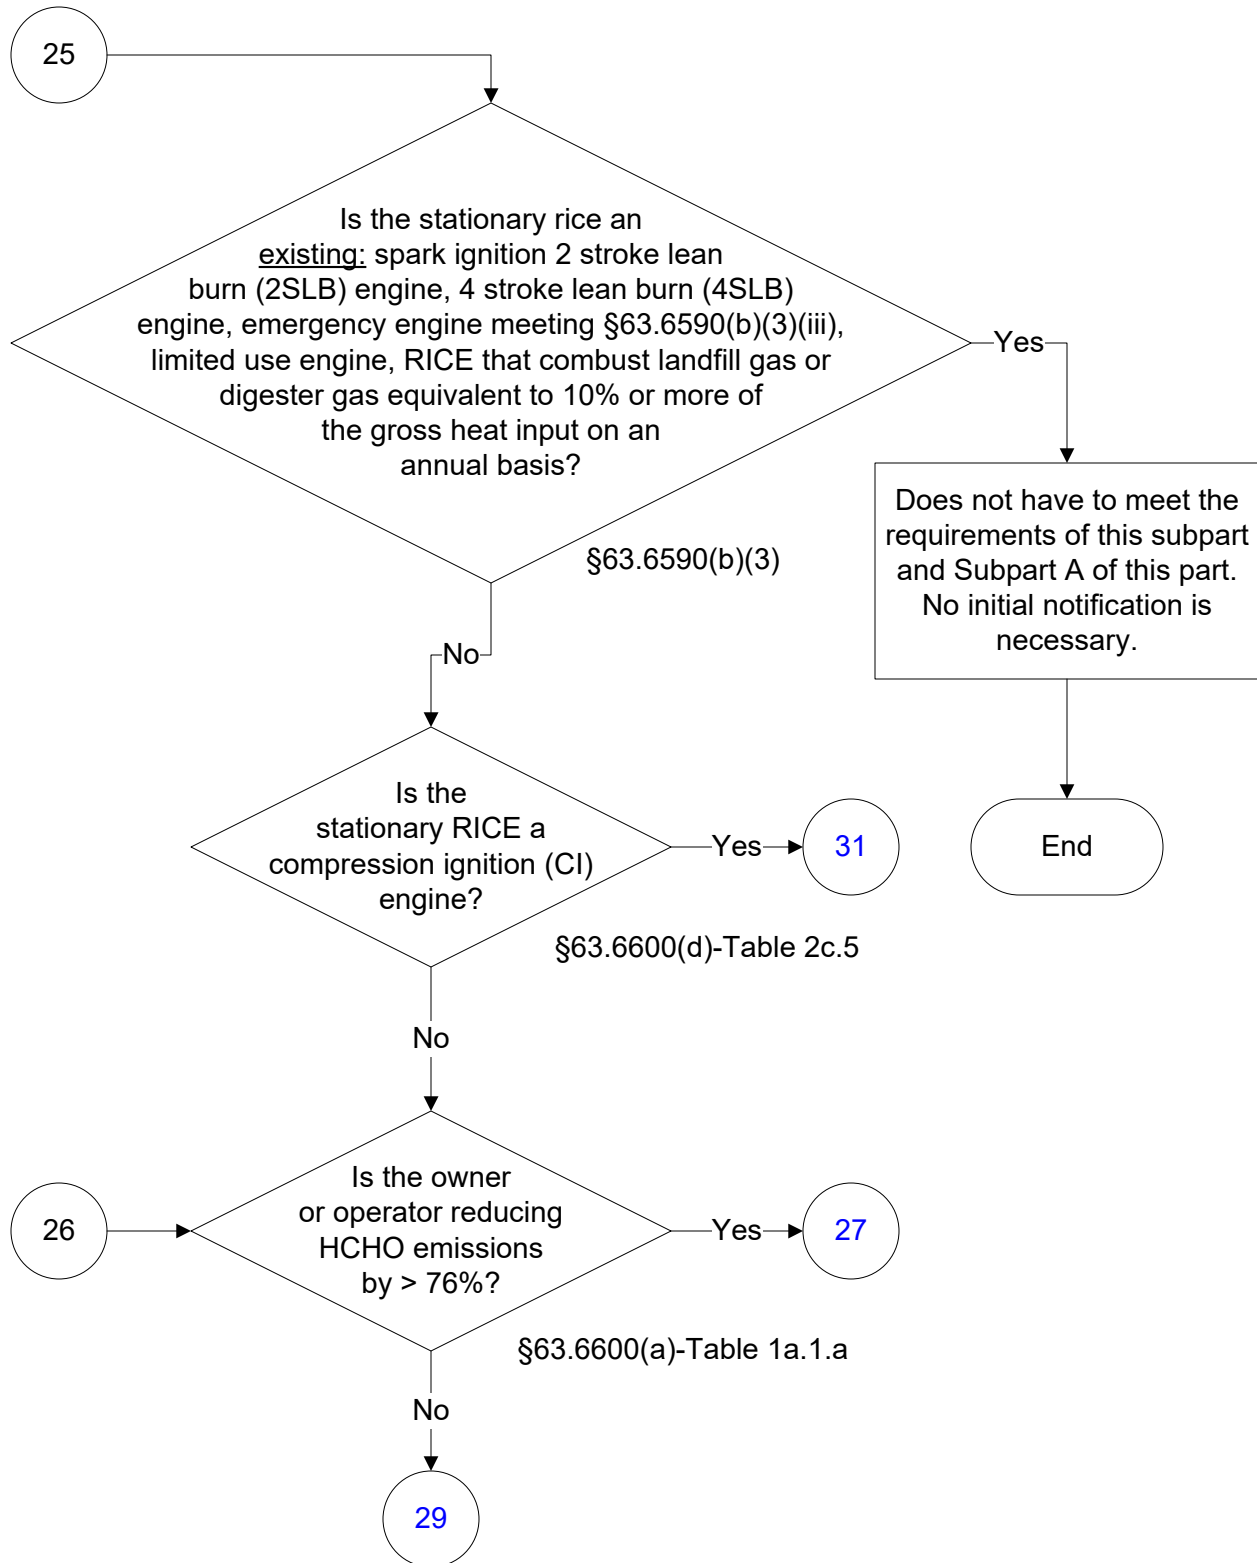 25
Is the stationary rice an
existing: spark ignition 2 stroke lean
burn (2SLB) engine, 4 stroke lean burn (4SLB)
engine, emergency engine meeting §63.6590(b)(3)(iii),
limited use engine, RICE that combust landfill gas or
digester gas equivalent to 10% or more of
the gross heat input on an
annual basis?
Yes
§63.6590(b)(3)
Does not have to meet the
requirements of this subpart
and Subpart A of this part.
No initial notification is
necessary.
No
End
Is the
stationary RICE a
compression ignition (CI)
engine?
Yes
31
§63.6600(d)-Table 2c.5
No
26
Is the owner
or operator reducing
HCHO emissions
by > 76%?
Yes
27
§63.6600(a)-Table 1a.1.a
No
29